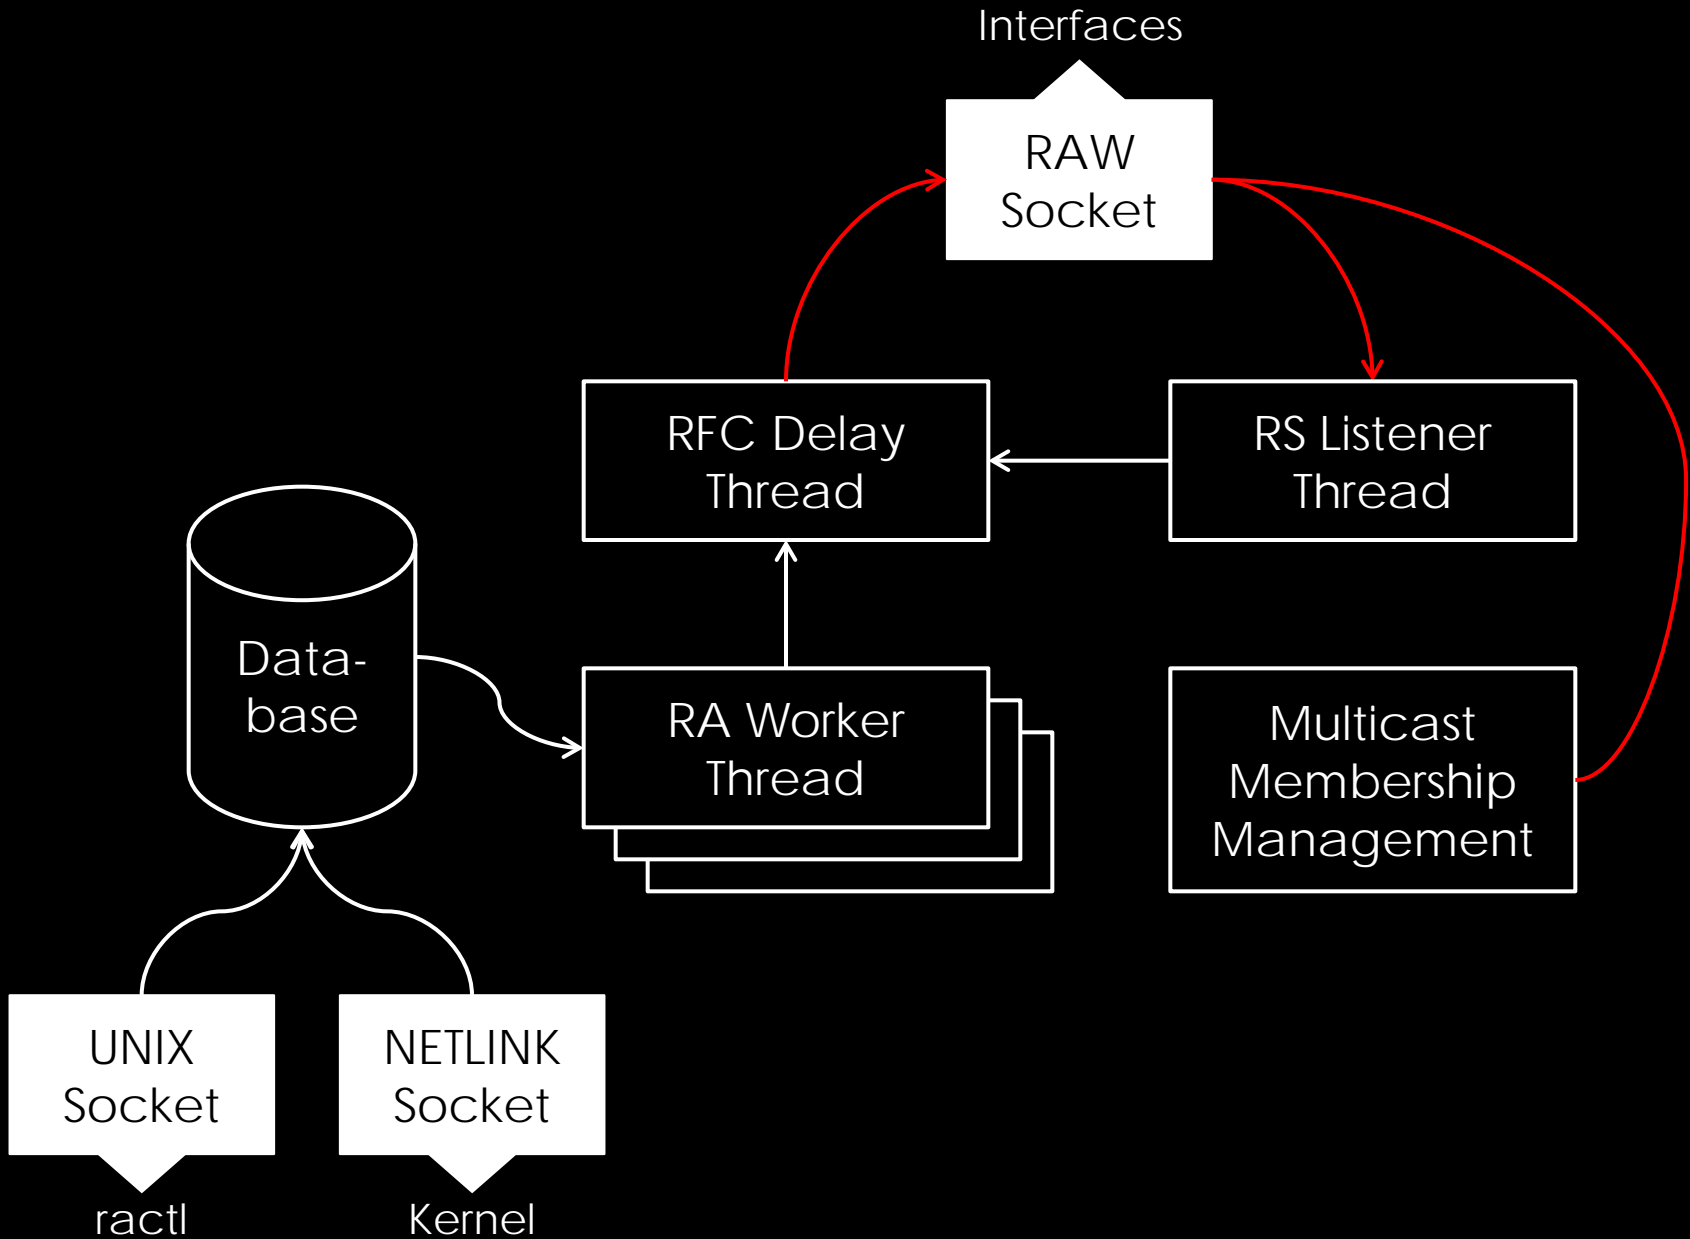 Interfaces
RAW
Socket
RFC Delay
Thread
RS Listener
Thread
Data-
base
RA Worker
Thread
Multicast
Membership
Management
UNIX
Socket
NETLINK
Socket
ractl
Kernel